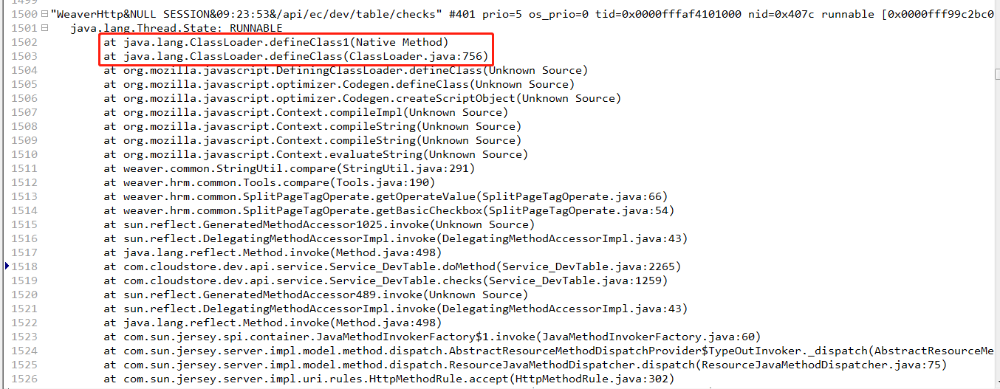 1499
1500 "WeaverHttp&NULL SESSION&09:23:53&/api/ec/dev/table/checks" #401 prio=5 os_prio=0 tid=0x0000fffaf4101000 nid=0x407c runnable [0x0000fff99c2bc0
1501 java.lang.Thread.State: RUNNABLE
1502 at java.lang.ClassLoader.defineClass1(Native Method)
1503 at java.lang.ClassLoader.defineClass(ClassLoader.java:756)
1504 at org.mozilla.javascript.DefiningClassLoader.defineClass(Unknown Source)
1505 at org.mozilla.javascript.optimizer.Codegen.defineClass(Unknown Source)
1506 at org.mozilla.javascript.optimizer.Codegen.createScriptObject(Unknown Source)
1507 at org.mozilla.javascript.Context.compileImpl(Unknown Source)
1508 at org.mozilla.javascript.Context.compileString(Unknown Source)
1509 at org.mozilla.javascript.Context.compileString(Unknown Source)
1510 at org.mozilla.javascript.Context.evaluateString(Unknown Source)
1511 at weaver.common.StringUtil.compare(StringUtil.java:291)
1512 at weaver.hrm.common.Tools.compare(Tools.java:190)
1513 at weaver.hrm.common.SplitPageTagOperate.getOperateValue(SplitPageTagOperate.java:66)
1514 at weaver.hrm.common.SplitPageTagOperate.getBasicCheckbox(SplitPageTagOperate.java:54)
1515 at sun.reflect.GeneratedMethodAccessor1025.invoke(Unknown Source)
1516 at sun.reflect.DelegatingMethodAccessorImpl.invoke(DelegatingMethodAccessorImpl.java:43)
1517 at java.lang.reflect.Method.invoke(Method.java:498)
1518 at com.cloudstore.dev.api.service.Service_DevTable.doMethod(Service_DevTable.java:2265)
1519 at com.cloudstore.dev.api.service.Service_DevTable.checks(Service_DevTable.java:1259)
1520 at sun.reflect.GeneratedMethodAccessor489.invoke(Unknown Source)
1521 at sun.reflect.DelegatingMethodAccessorImpl.invoke(DelegatingMethodAccessorImpl.java:43)
1522 at java.lang.reflect.Method.invoke(Method.java:498)
1523 at com.sun.jersey.spi.container.JavaMethodInvokerFactory$1.invoke(JavaMethodInvokerFactory.java:60)
1524 at com.sun.jersey.server.impl.model.method.dispatch.AbstractResourceMethodDispatchProvider$TypeOutInvoker._dispatch(AbstractResourceMe
1525 at com.sun.jersey.server.impl.model.method.dispatch.ResourceJavaMethodDispatcher.dispatch(ResourceJavaMethodDispatcher.java:75)
1526 at com.sun.jersey.server.impl.uri.rules.HttpMethodRule.accept(HttpMethodRule.java:302)